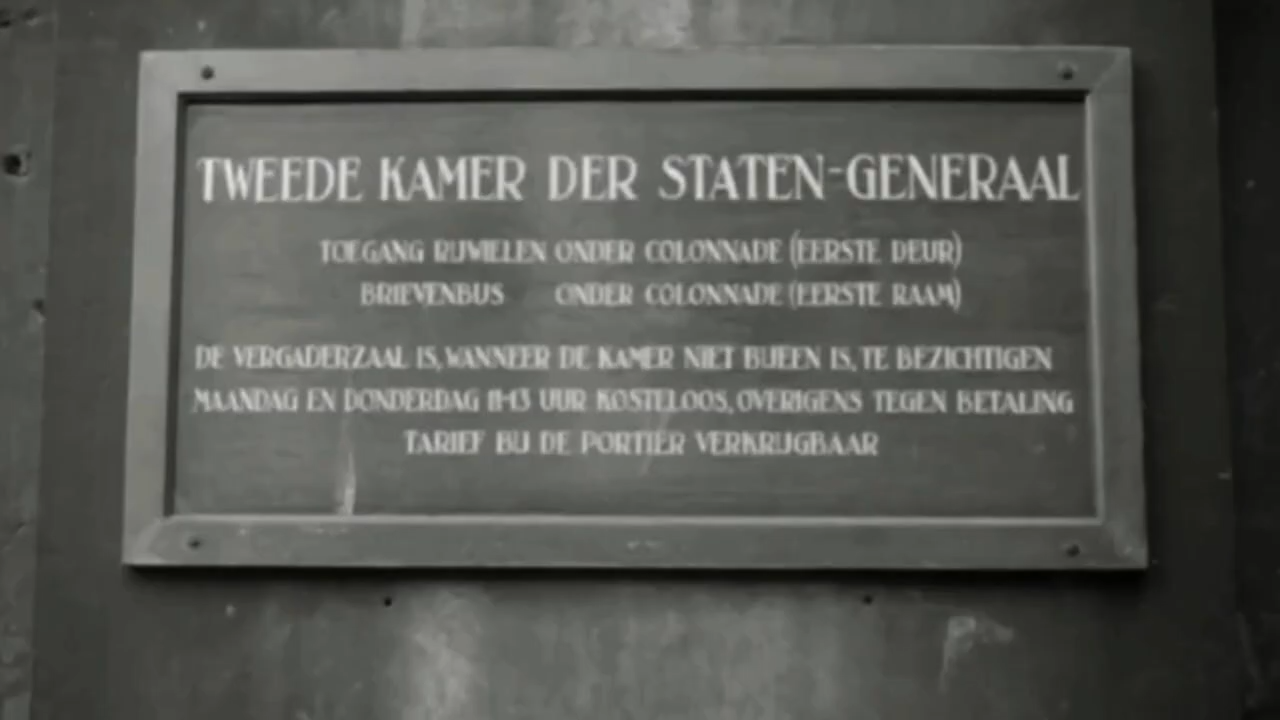 TWEEDE KAMER DER STATEN-GENERAAL
TOEGANG RIJWIELEN ONDER COLONNADE (EERSTE DEUR)
BRIEVENBUS ONDER COLONNADE (EERSTE RAAM)
DE VERGADERZAAL IS, WANNEER DE KAMER NIET BIJEEN IS, TE BEZICHTIGEN
MAANDAG EN DONDERDAG 11-13 UUR KOSTELOOS, OVERIGENS TEGEN BETALING
TARIEF BIJ DE PORTIER VERKRIJGBAAR